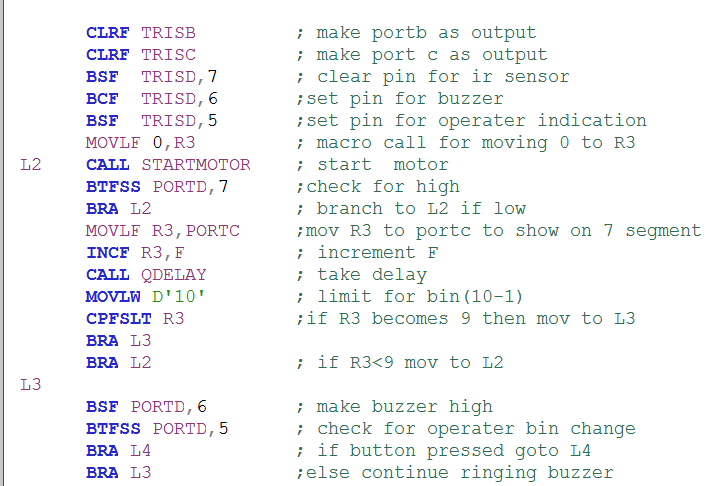 CLRF TRISB ; make portb as output
CLRF TRISC ; make port c as output
BSF TRISD,7 ; clear pin for ir sensor
BCF TRISD,6 ;set pin for buzzer
BSF TRISD,5 ;set pin for operater indication
MOVLF 0,R3 ; macro call for moving 0 to R3
L2 CALL STARTMOTOR ; start motor
BTFSS PORTD,7 ;check for high
BRA L2 ; branch to L2 if low
MOVLF R3,PORTC ;mov R3 to portc to show on 7 segment
INCF R3,F ; increment F
CALL QDELAY ; take delay
MOVLW D'10' ; limit for bin(10-1)
CPFSLT R3 ;if R3 becomes 9 then mov to L3
BRA L3
BRA L2 ; if R3<9 mov to L2
L3
BSF PORTD,6 ; make buzzer high
BTFSS PORTD,5 ; check for operater bin change
BRA L4 ; if button pressed goto L4
BRA L3 ;else continue ringing buzzer